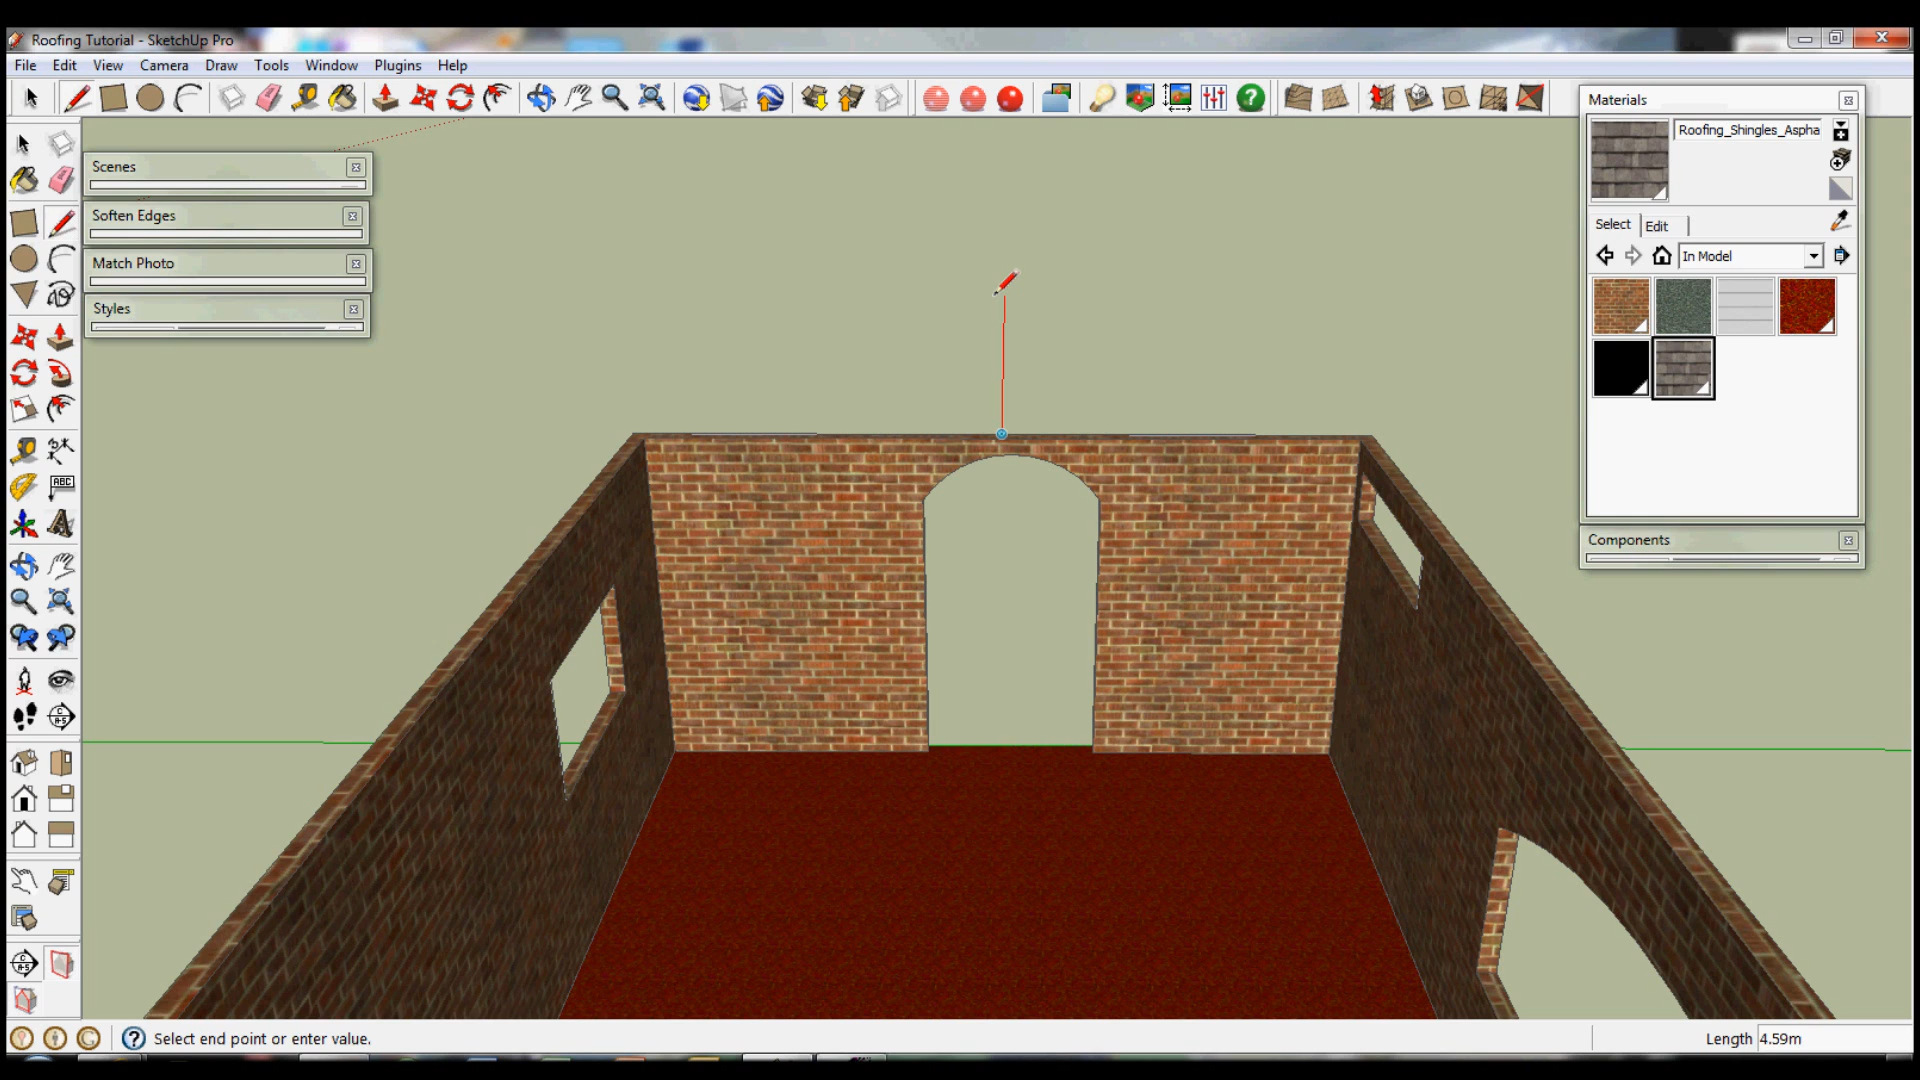 Roofing Tutorial - SketchUp Pro
File Edit View Camera Draw Tools Window Plugins Help
Materials
Roofing_Shingles_Aspha
Scenes
Soften Edges
Select Edit
Match Photo
In Model
Styles
ABC
Components
Select end point or enter value.
Length 4.59m